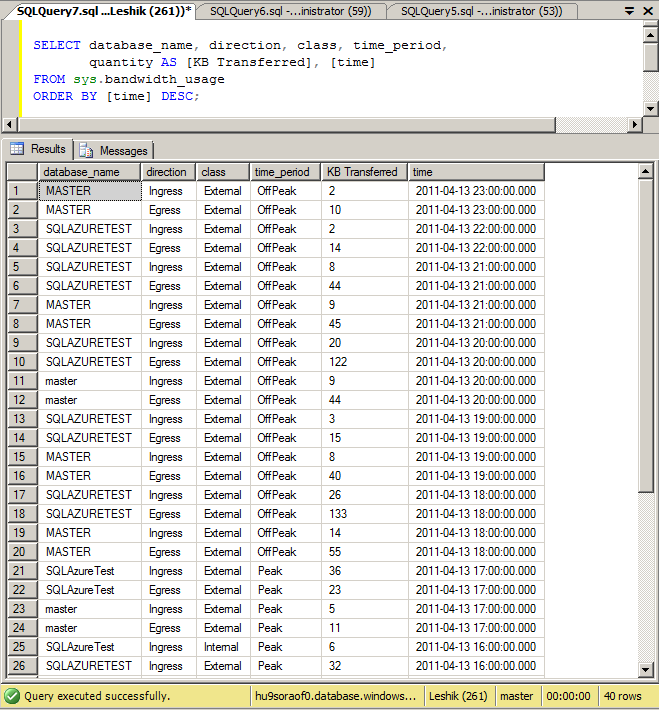 SQLQuery7.sql ...Leshik (261))* SQLQuery6.sql -...inistrator (59)) SQLQuery5.sql -...inistrator (53))
SELECT database_name, direction, class, time_period,
quantity AS [KB Transferred], [time]
FROM sys.bandwidth_usage
ORDER BY [time] DESC;
Results Messages
database_name direction class time_period KB Transferred time
1 MASTER Ingress External OffPeak 2 2011-04-13 23:00:00.000
2 MASTER Egress External OffPeak 10 2011-04-13 23:00:00.000
3 SQLAZURETEST Ingress External OffPeak 2 2011-04-13 22:00:00.000
4 SQLAZURETEST Egress External OffPeak 14 2011-04-13 22:00:00.000
5 SQLAZURETEST Ingress External OffPeak 8 2011-04-13 21:00:00.000
6 SQLAZURETEST Egress External OffPeak 44 2011-04-13 21:00:00.000
7 MASTER Ingress External OffPeak 9 2011-04-13 21:00:00.000
8 MASTER Egress External OffPeak 45 2011-04-13 21:00:00.000
9 SQLAZURETEST Ingress External OffPeak 20 2011-04-13 20:00:00.000
10 SQLAZURETEST Egress External OffPeak 122 2011-04-13 20:00:00.000
11 master Ingress External OffPeak 9 2011-04-13 20:00:00.000
12 master Egress External OffPeak 44 2011-04-13 20:00:00.000
13 SQLAZURETEST Ingress External OffPeak 3 2011-04-13 19:00:00.000
14 SQLAZURETEST Egress External OffPeak 15 2011-04-13 19:00:00.000
15 MASTER Ingress External OffPeak 8 2011-04-13 19:00:00.000
16 MASTER Egress External OffPeak 40 2011-04-13 19:00:00.000
17 SQLAZURETEST Ingress External OffPeak 26 2011-04-13 18:00:00.000
18 SQLAZURETEST Egress External OffPeak 133 2011-04-13 18:00:00.000
19 MASTER Ingress External OffPeak 14 2011-04-13 18:00:00.000
20 MASTER Egress External OffPeak 55 2011-04-13 18:00:00.000
21 SQLAzureTest Ingress External Peak 36 2011-04-13 17:00:00.000
22 SQLAzureTest Egress External Peak 23 2011-04-13 17:00:00.000
23 master Ingress External Peak 5 2011-04-13 17:00:00.000
24 master Egress External Peak 11 2011-04-13 17:00:00.000
25 SQLAzureTest Ingress Internal Peak 6 2011-04-13 16:00:00.000
26 SQLAZURETEST Ingress External Peak 32 2011-04-13 16:00:00.000
Query executed successfully. hu9soraof0.database.windows... Leshik (261) master 00:00:00 40 rows